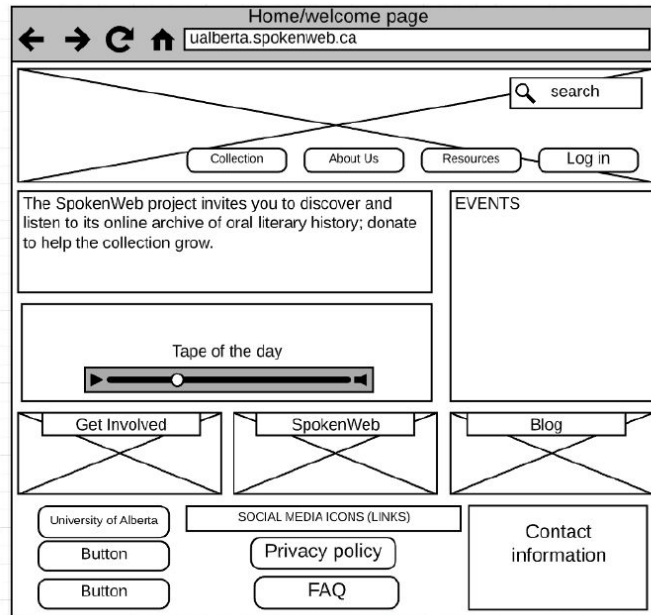 Home/welcome page
ualberta.spokenweb.ca
search
Collection
About Us
Resources
Log in
The SpokenWeb project invites you to discover and
listen to its online archive of oral literary history; donate
to help the collection grow.
EVENTS
Tape of the day
Get Involved
SpokenWeb
Blog
University of Alberta
SOCIAL MEDIA ICONS (LINKS)
Button
Privacy policy
Contact
information
Button
FAQ